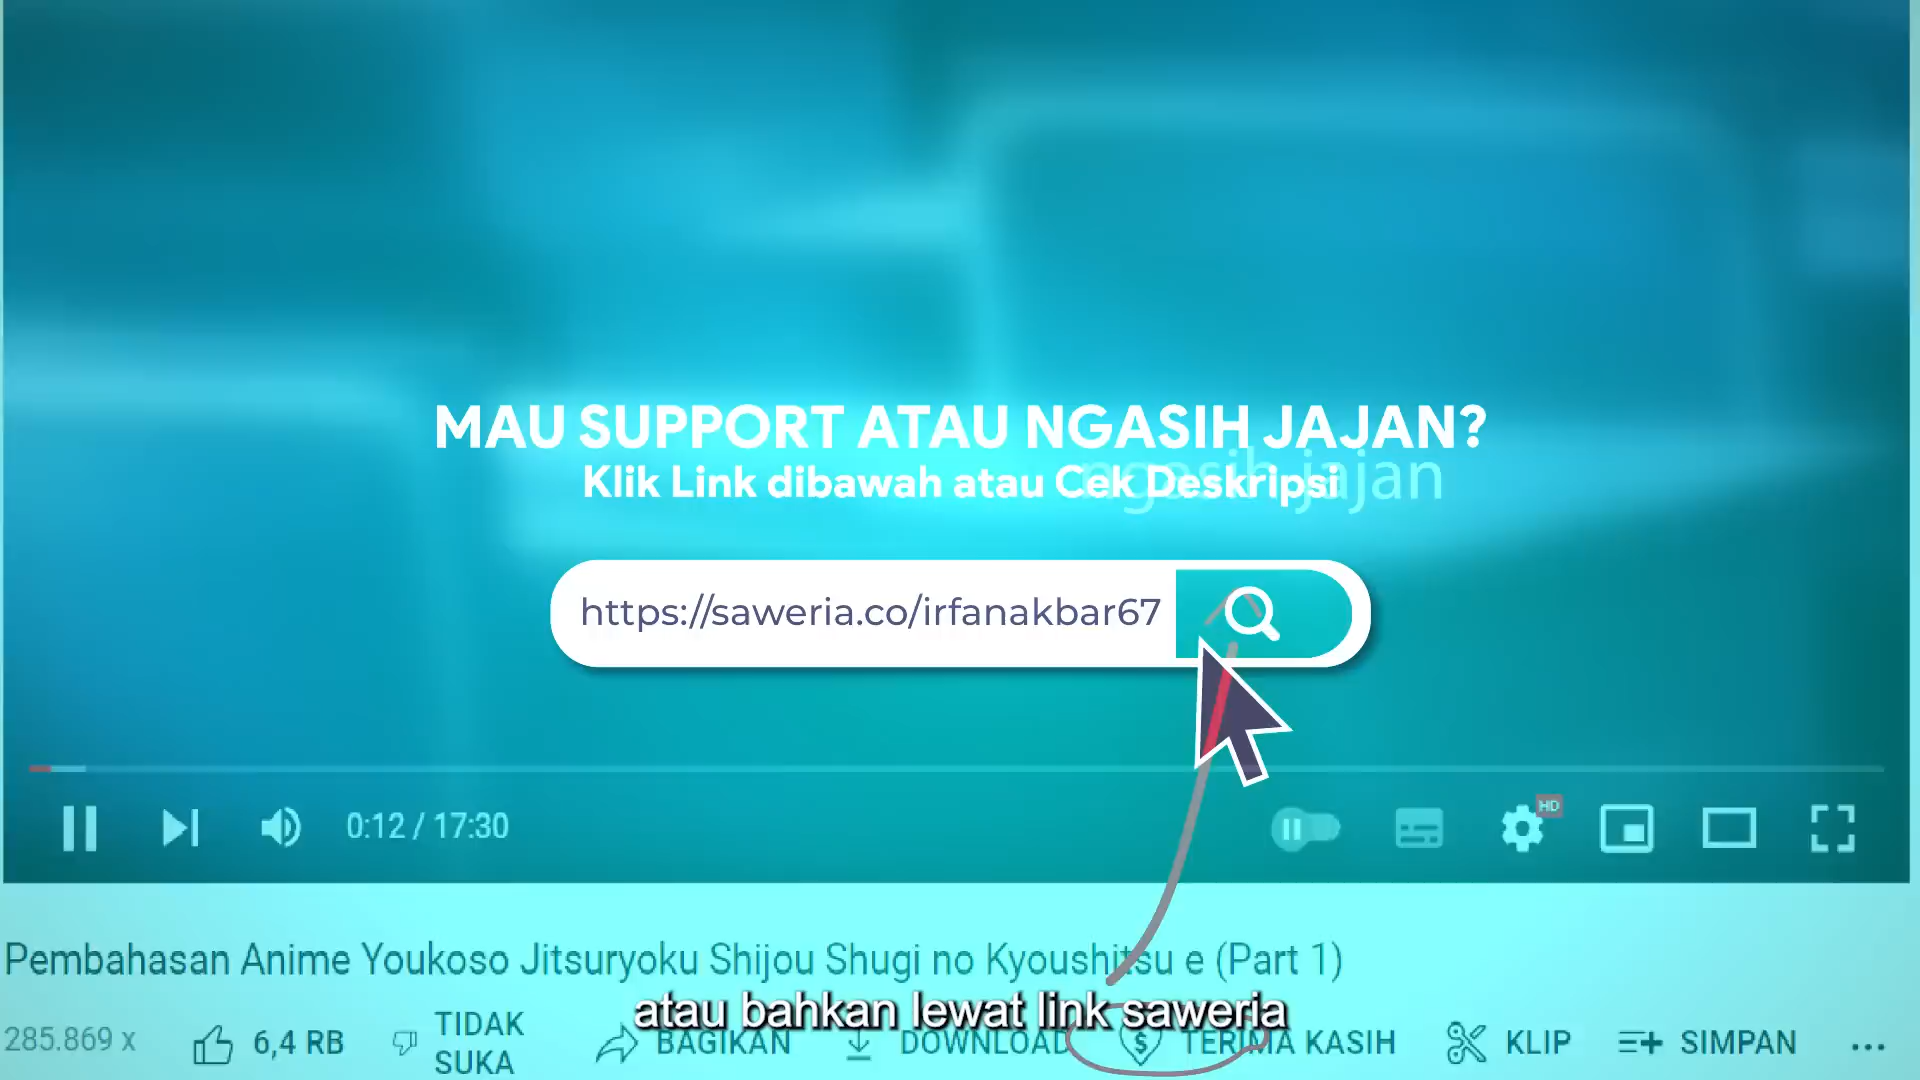 MAU SUPPORT ATAU NGASIH JAJAN?
ngasih jajan
Klik Link dibawah atau Cek Deskripsi
https://saweria.co/irfanakbar67
0:12 / 17:30
HD
Pembahasan Anime Youkoso Jitsuryoku Shijou Shugi no Kyoushitsu e (Part 1)
atau bahkan lewat link saweria
285.869 x
6,4 RB
TIDAK
SUKA
BAGIKAN
DOWNLOAD
TERIMA KASIH
KLIP
SIMPAN